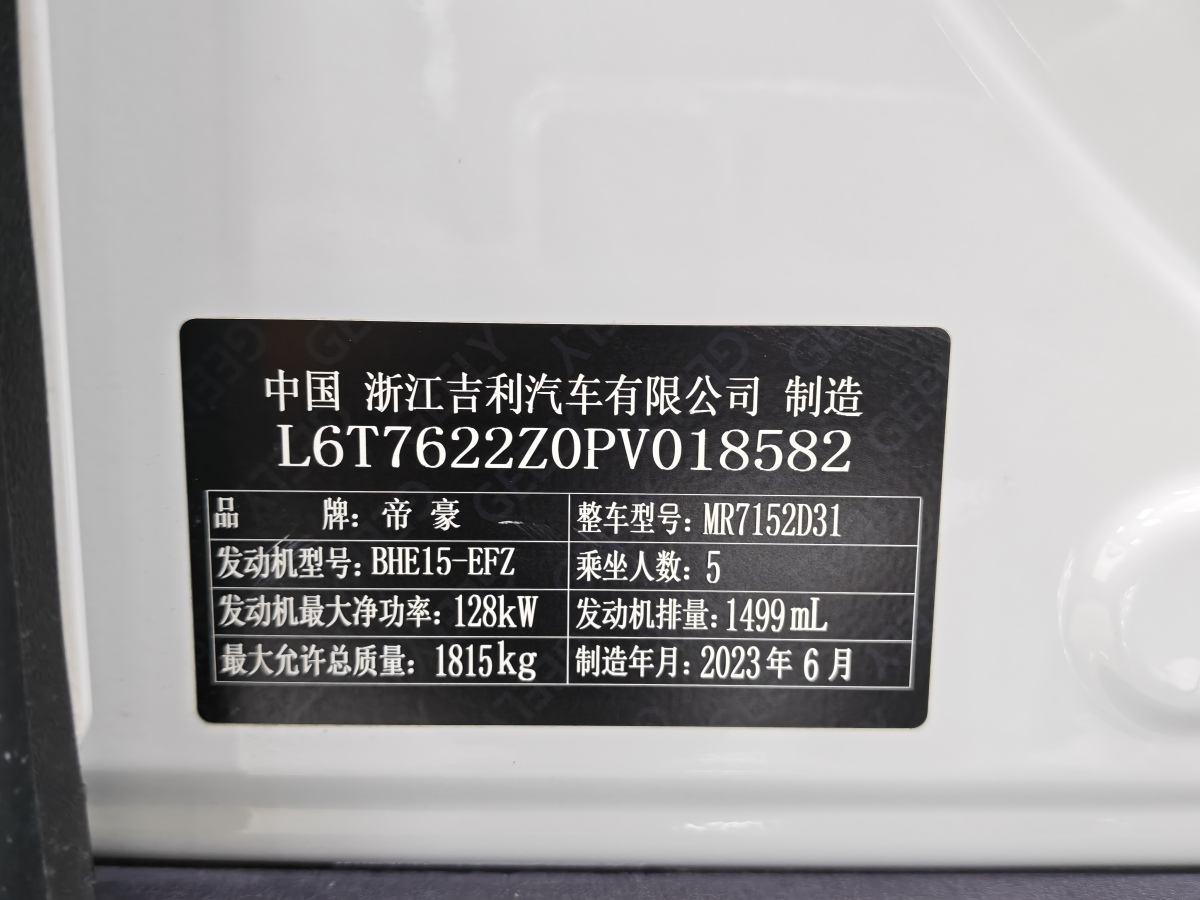 中国 浙江吉利汽车有限公司 制造
L6T7622Z0PV018582
品 牌: 帝豪 整车型号: MR7152D31
发动机型号: BHE15-EFZ 乘坐人数: 5
发动机最大净功率: 128kW 发动机排量: 1499mL
最大允许总质量: 1815kg 制造年月: 2023年6月
GEELY